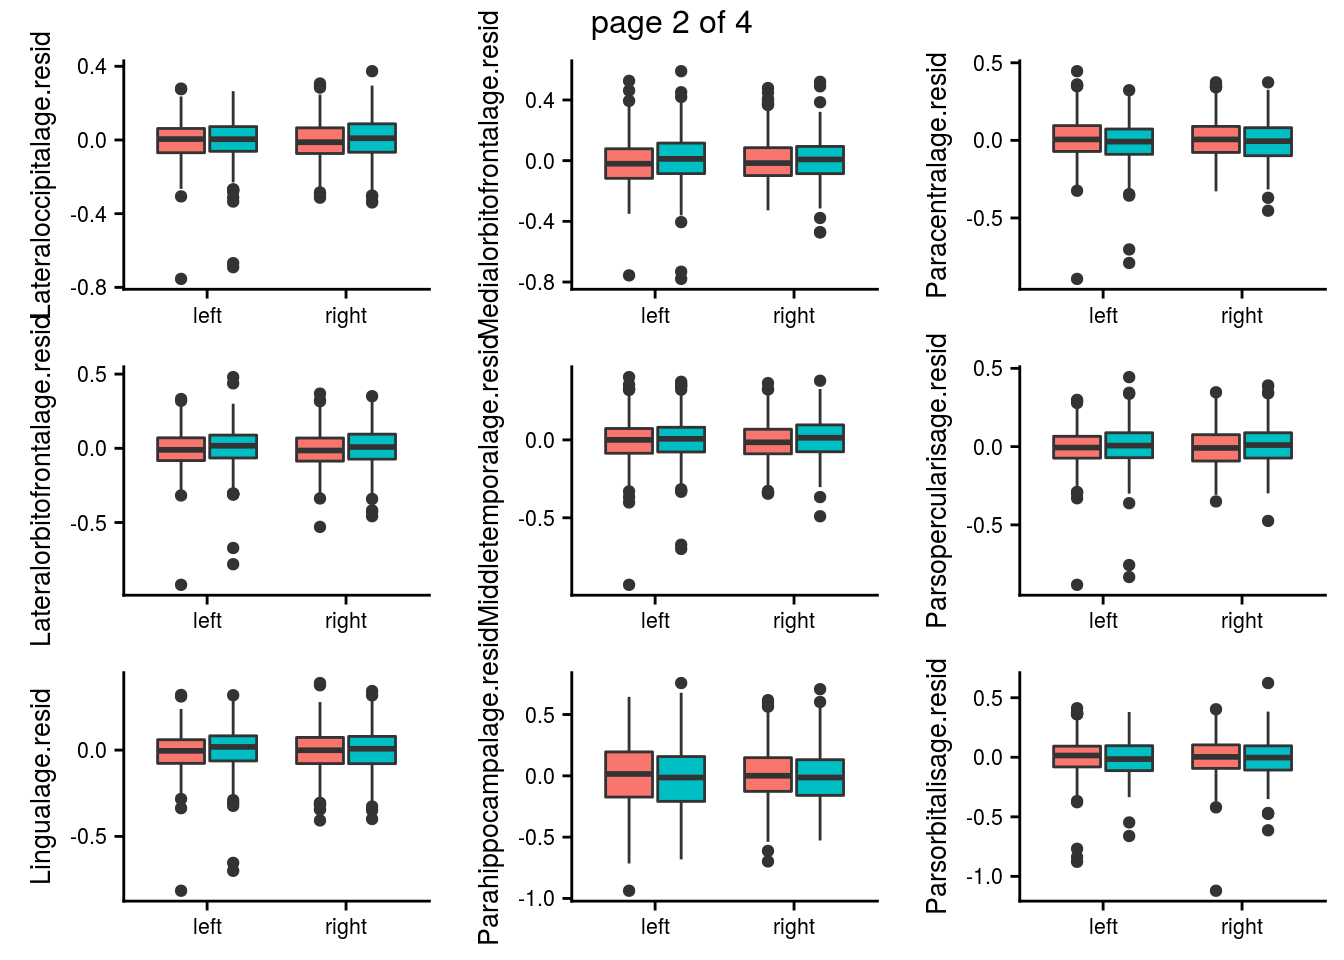 page 2 of 4
Lateraloccipitalage.resid
0.4
0.0
-0.4
-0.8
left right
Medialorbitofrontalage.resid
0.4
0.0
-0.4
-0.8
left right
Paracentralage.resid
0.5
0.0
-0.5
left right
Lateralorbitofrontalage.resid
0.5
0.0
-0.5
left right
Middletemporalage.resid
0.0
-0.5
left right
Parsopercularisage.resid
0.5
0.0
-0.5
left right
Lingualage.resid
0.0
-0.5
left right
Parahippocampalage.resid
0.5
0.0
-0.5
-1.0
left right
Parsorbitalisage.resid
0.5
0.0
-0.5
-1.0
left right